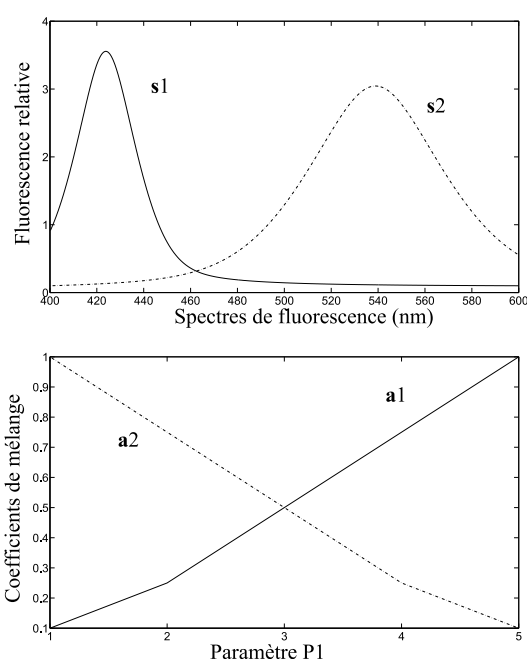 4
3
2
1
0
Fluorescence relative
s1
s2
400 420 440 460 480 500 520 540 560 580 600
Spectres de fluorescence (nm)
1
0.9
0.8
0.7
0.6
0.5
0.4
0.3
0.2
0.1
Coefficients de mélange
a1
a2
1 2 3 4 5
Paramètre P1